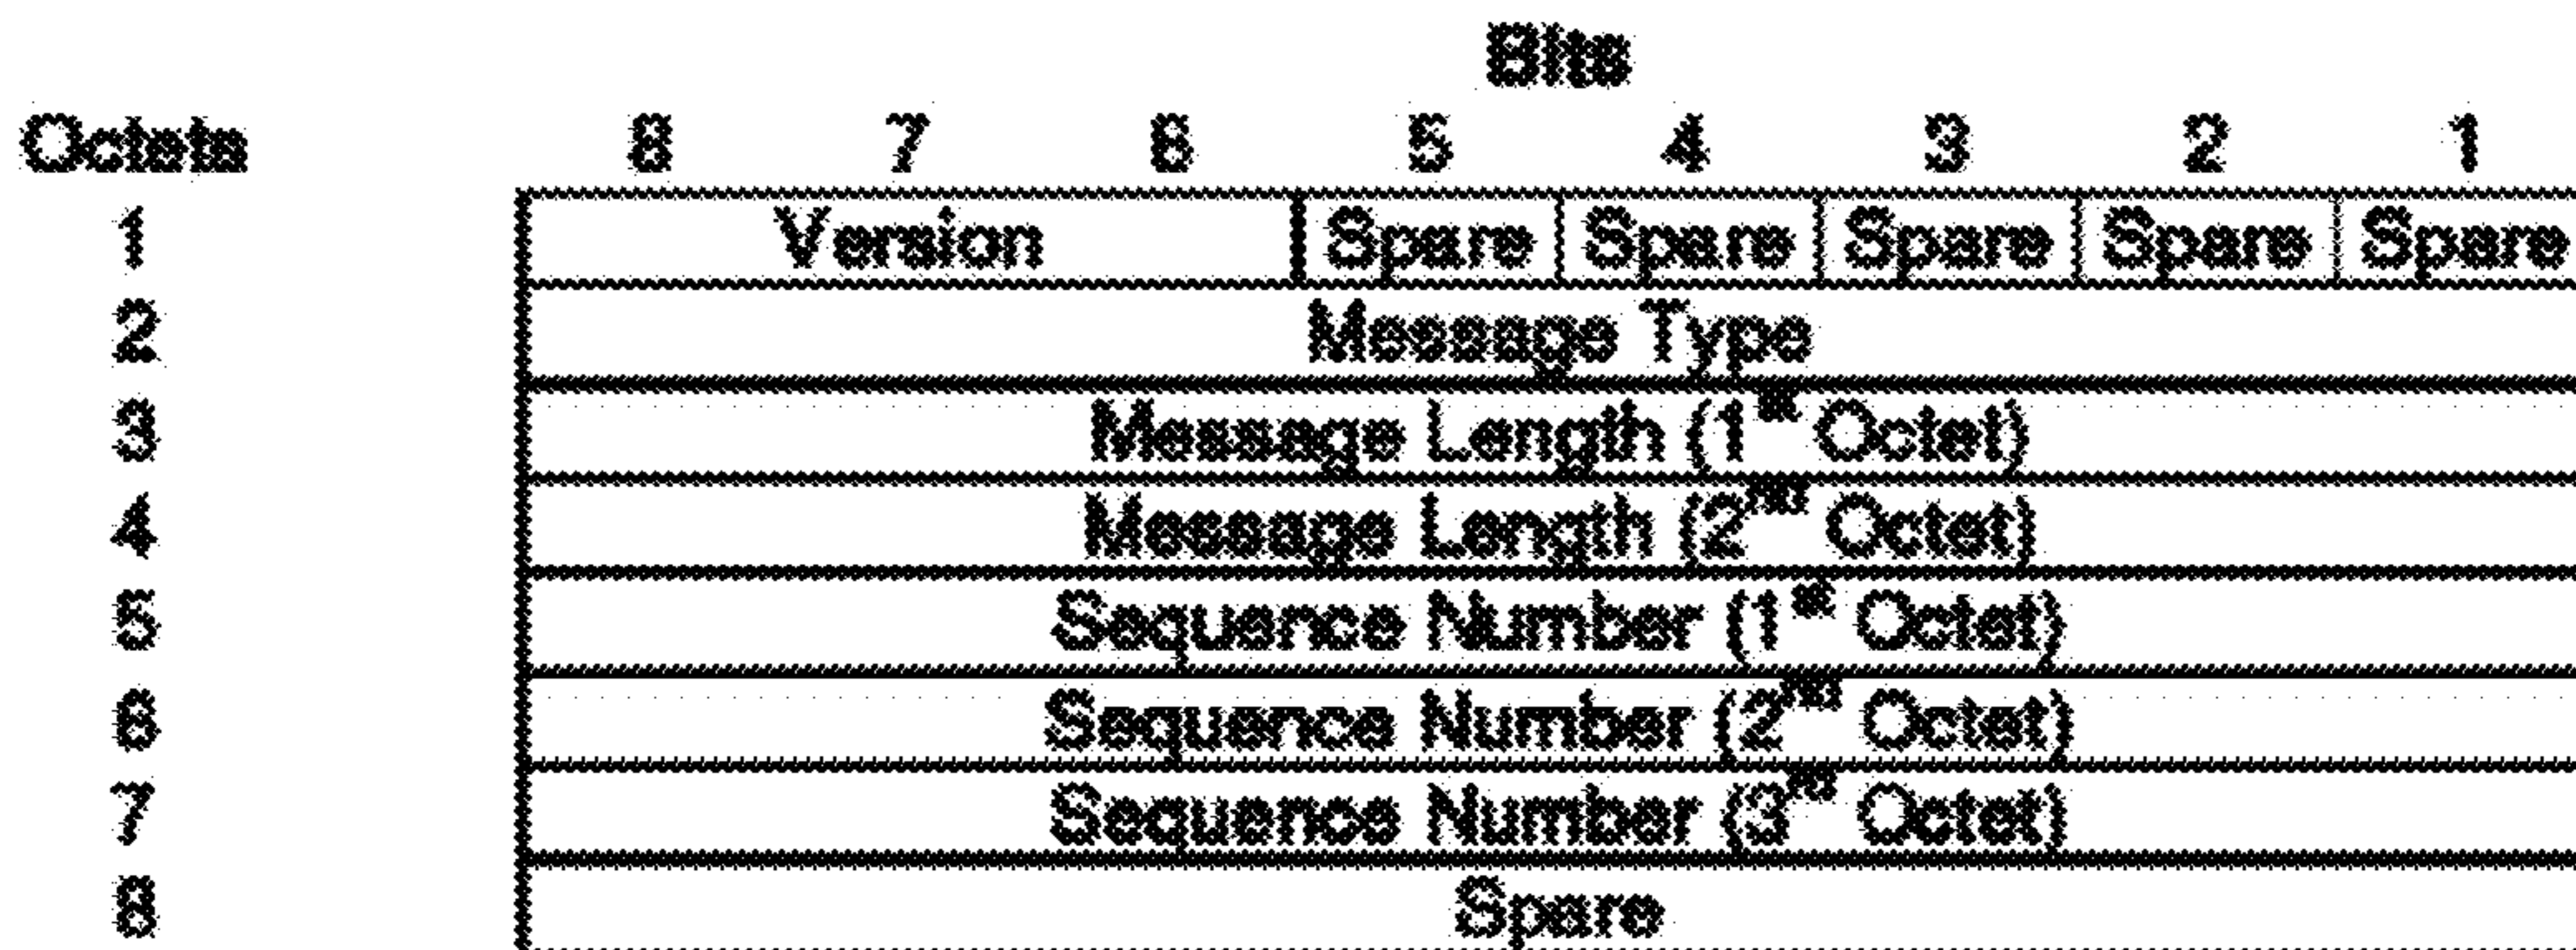 Bits
Octets 8 7 6 5 4 3 2 1
1 Version Spare Spare Spare Spare Spare
2 Message Type
3 Message Length (1st Octet)
4 Message Length (2nd Octet)
5 Sequence Number (1st Octet)
6 Sequence Number (2nd Octet)
7 Sequence Number (3rd Octet)
8 Spare